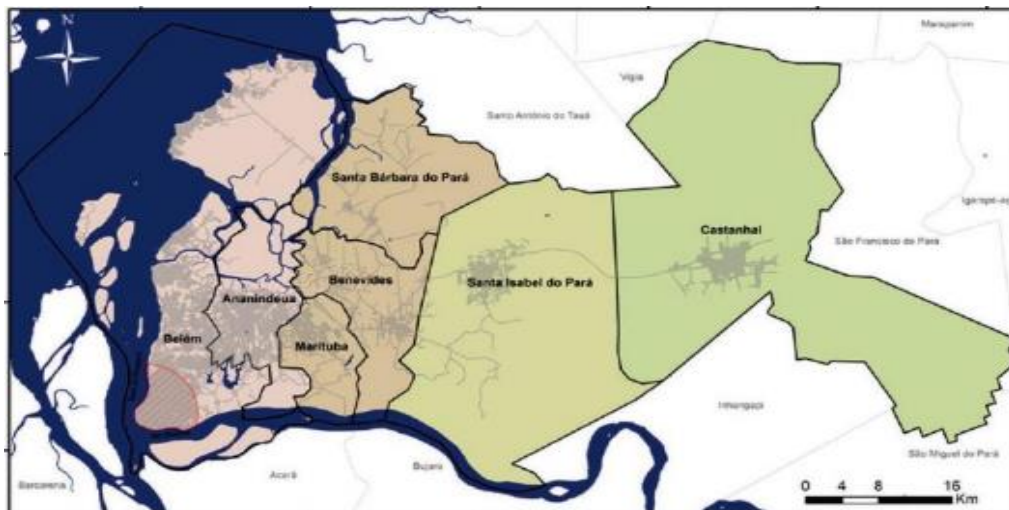 N
Marapanim
Vigia
Santo Antônio do Tauá
Santa Bárbara do Pará
Castanhal
São Francisco do Pará
Benevides
Santa Isabel do Pará
Ananindeua
Belém
Marituba
Inhangapi
São Miguel do Pará
Bujaru
Acará
Barcarena
0 4 8 16
Km